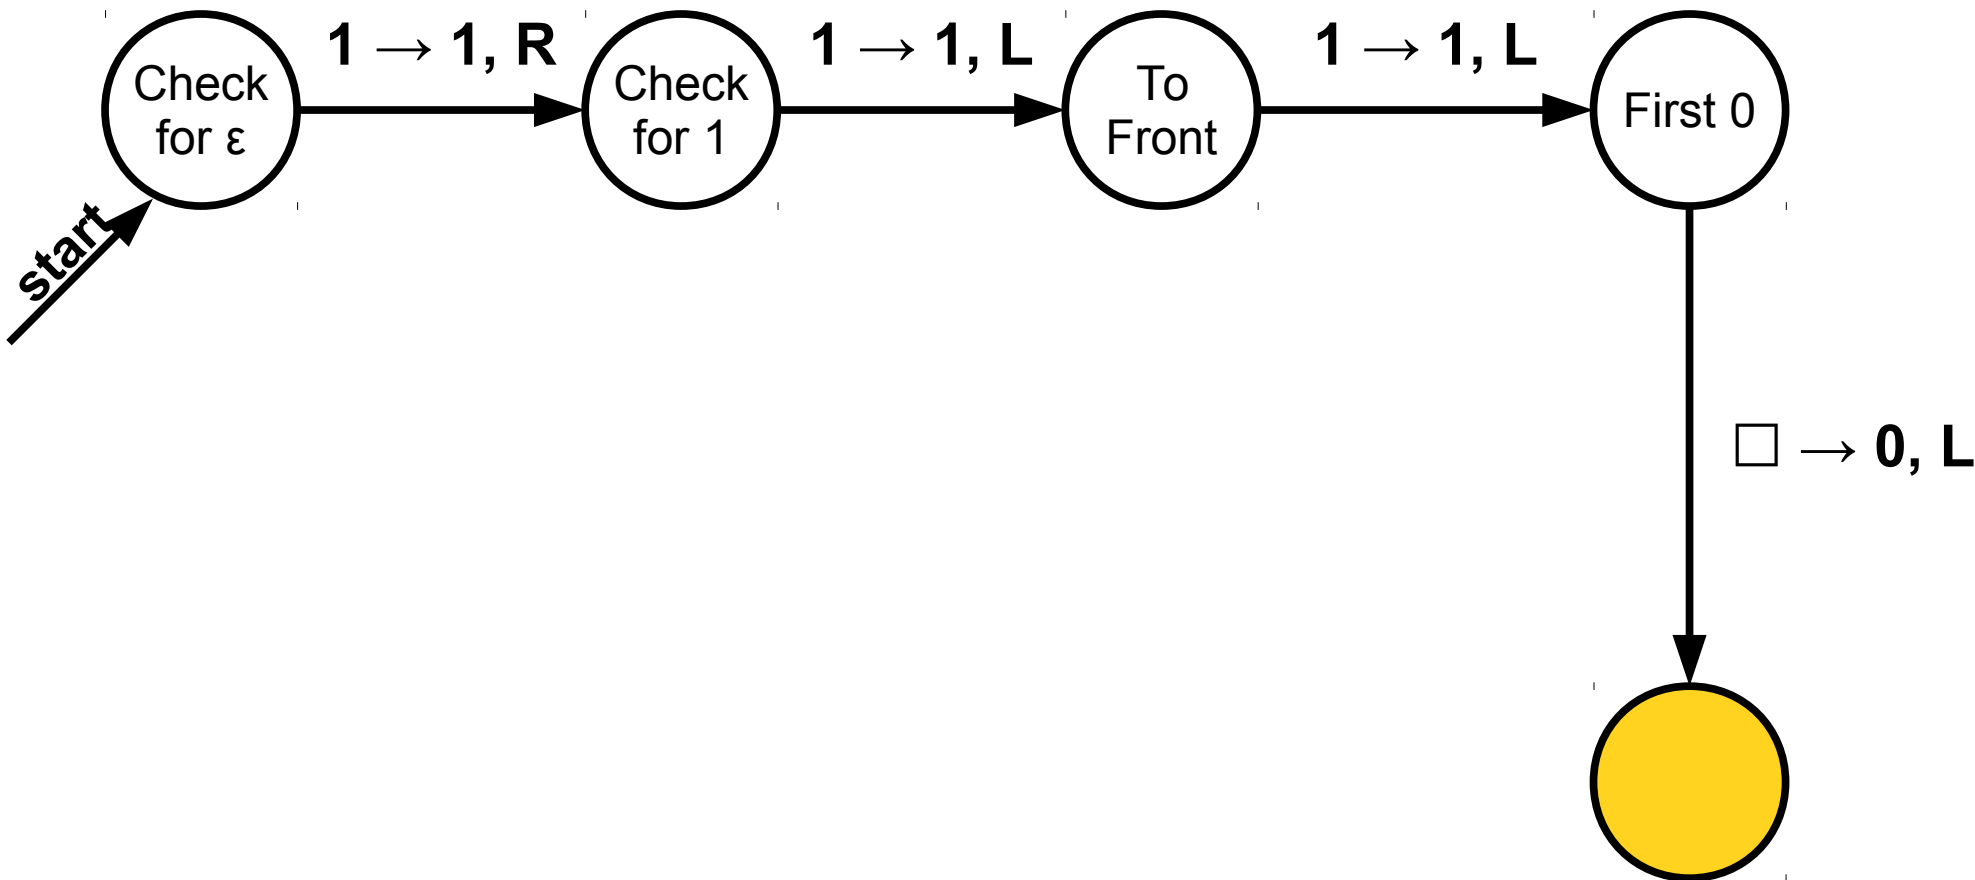 1 → 1, R
1 → 1, L
1 → 1, L
Check
for ε
Check
for 1
To
Front
First 0
start
□ → 0, L